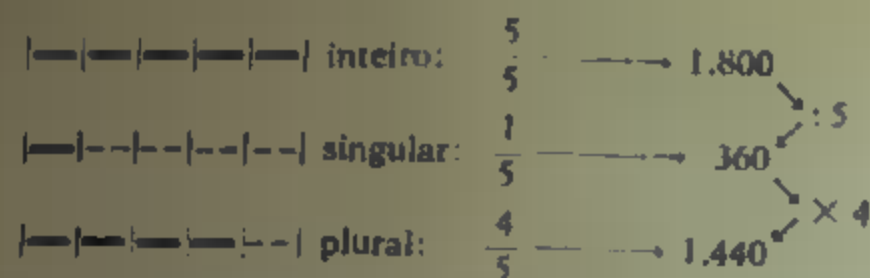 inteiro: 5/5 1.800
: 5
singular: 1/5 360
× 4
plural: 4/5 1.440